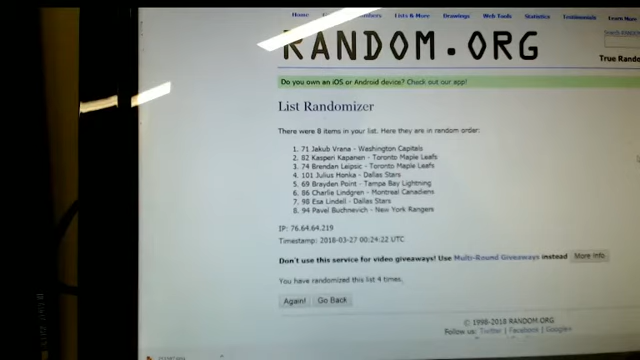 Home
Lists & More
Drawings
Web Tools
Statistics
Testimonials
Learn More
RANDOM.ORG
Search RANDOM
True Rando
Do you own an iOS or Android device? Check out our app!
List Randomizer
There were 8 items in your list. Here they are in random order:
1. 71 Jakub Vrana - Washington Capitals
2. 82 Kasperi Kapanen - Toronto Maple Leafs
3. 74 Brendan Leipsic - Toronto Maple Leafs
4. 101 Julius Honka - Dallas Stars
5. 69 Brayden Point - Tampa Bay Lightning
6. 86 Charlie Lindgren - Montreal Canadiens
7. 98 Esa Lindell - Dallas Stars
8. 94 Pavel Buchnevich - New York Rangers
IP: 76.64.64.219
Timestamp: 2018-03-27 00:24:22 UTC
Don't use this service for video giveaways! Use Multi-Round Giveaways instead More Info
You have randomized this list 4 times.
Again! Go Back
© 1998-2018 RANDOM.ORG
Follow us: Twitter | Facebook | Google+